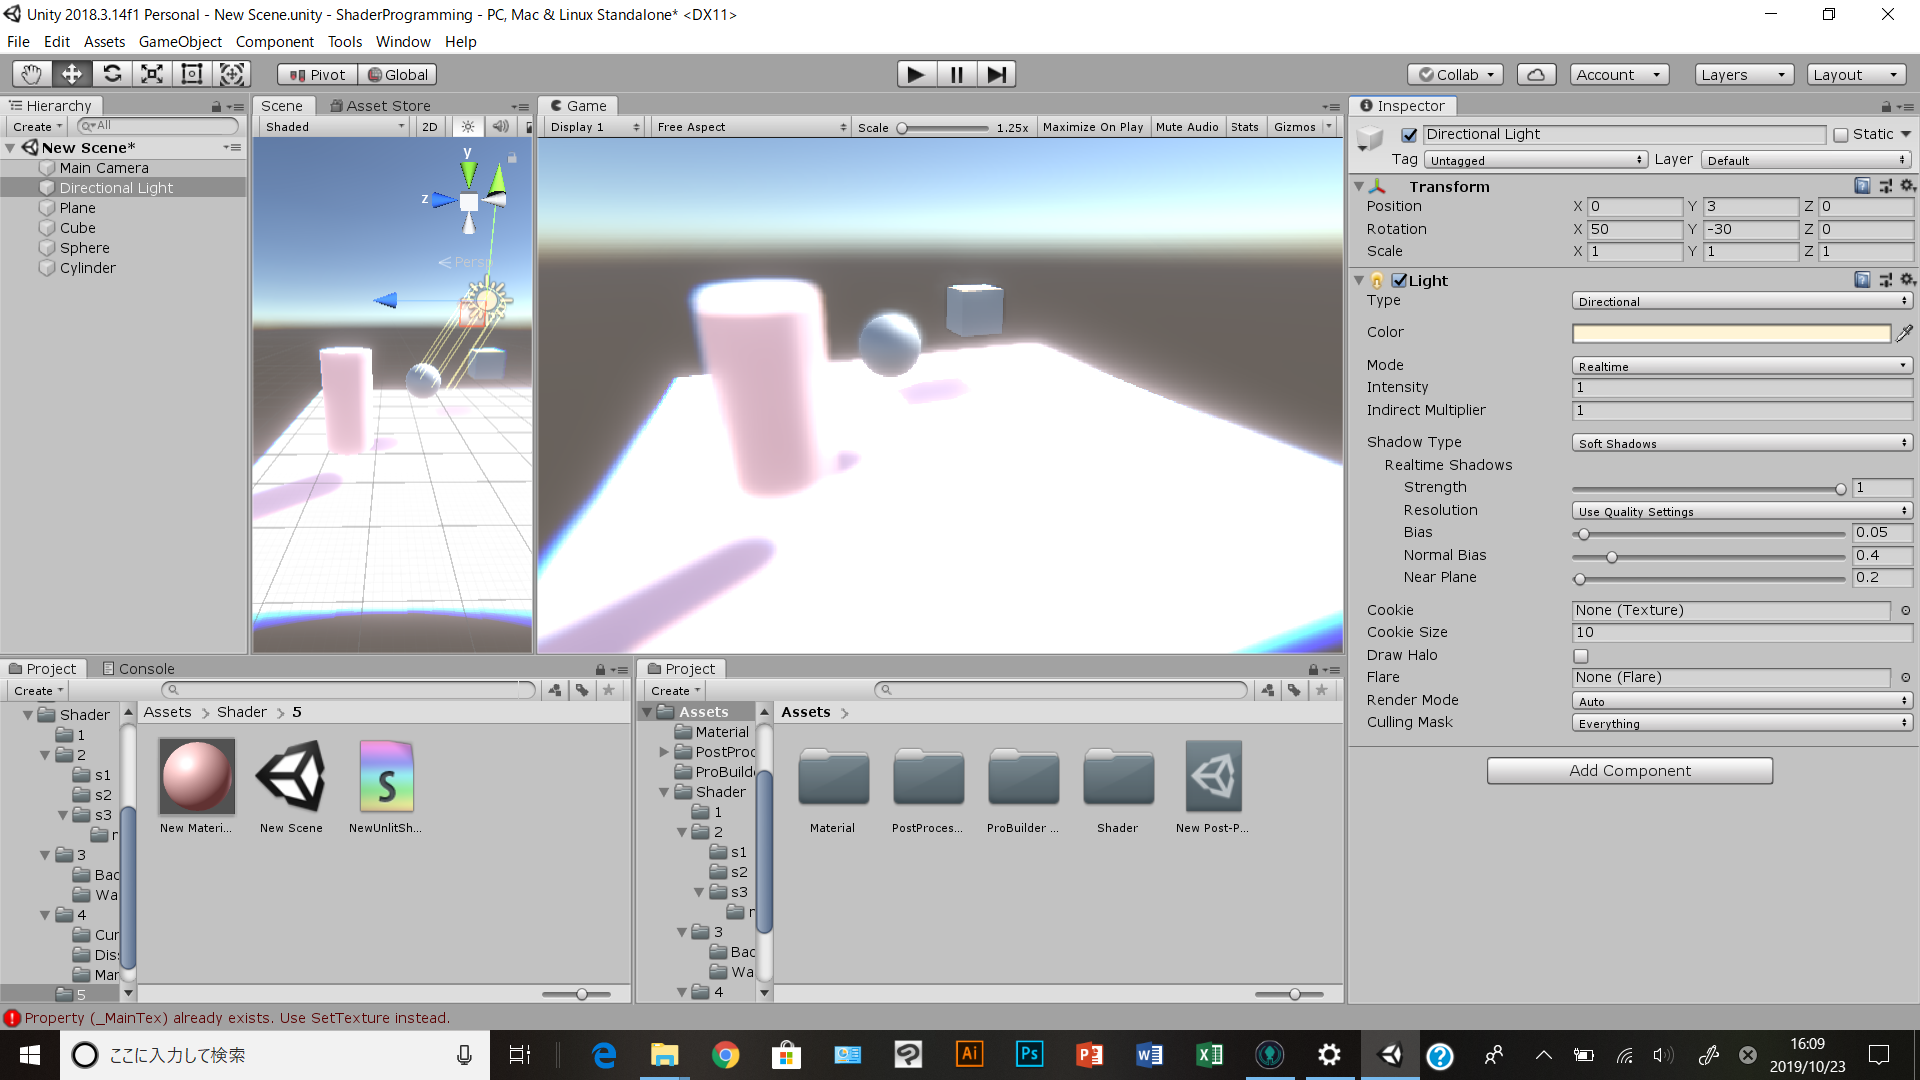 Unity 2018.3.14f1 Personal - New Scene.unity - ShaderProgramming - PC, Mac & Linux Standalone* <DX11>
File Edit Assets GameObject Component Tools Window Help
Pivot Global Collab Account Layers Layout
Hierarchy
Create All
New Scene*
Main Camera
Directional Light
Plane
Cube
Sphere
Cylinder
Scene Asset Store
Shaded 2D
y
z
Persp
Game
Display 1 Free Aspect Scale 1.25x Maximize On Play Mute Audio Stats Gizmos
Inspector
Directional Light Static
Tag Untagged Layer Default
Transform
Position X 0 Y 3 Z 0
Rotation X 50 Y -30 Z 0
Scale X 1 Y 1 Z 1
Light
Type Directional
Color
Mode Realtime
Intensity 1
Indirect Multiplier 1
Shadow Type Soft Shadows
Realtime Shadows
Strength 1
Resolution Use Quality Settings
Bias 0.05
Normal Bias 0.4
Near Plane 0.2
Cookie None (Texture)
Cookie Size 10
Draw Halo
Flare None (Flare)
Render Mode Auto
Culling Mask Everything
Add Component
Project Console
Create
Shader
1
2
s1
s2
s3
3
Bac
Wa
4
Cur
Dis
Mar
5
Assets Shader 5
New Materi...
New Scene
NewUnlitSh...
S
Project
Create
Assets
Material
PostProc
ProBuilde
Shader
1
2
s1
s2
s3
3
Bac
Wa
4
Assets
Material
PostProces...
ProBuilder ...
Shader
New Post-P...
Property (_MainTex) already exists. Use SetTexture instead.
ここに入力して検索
Ai Ps
16:09
2019/10/23